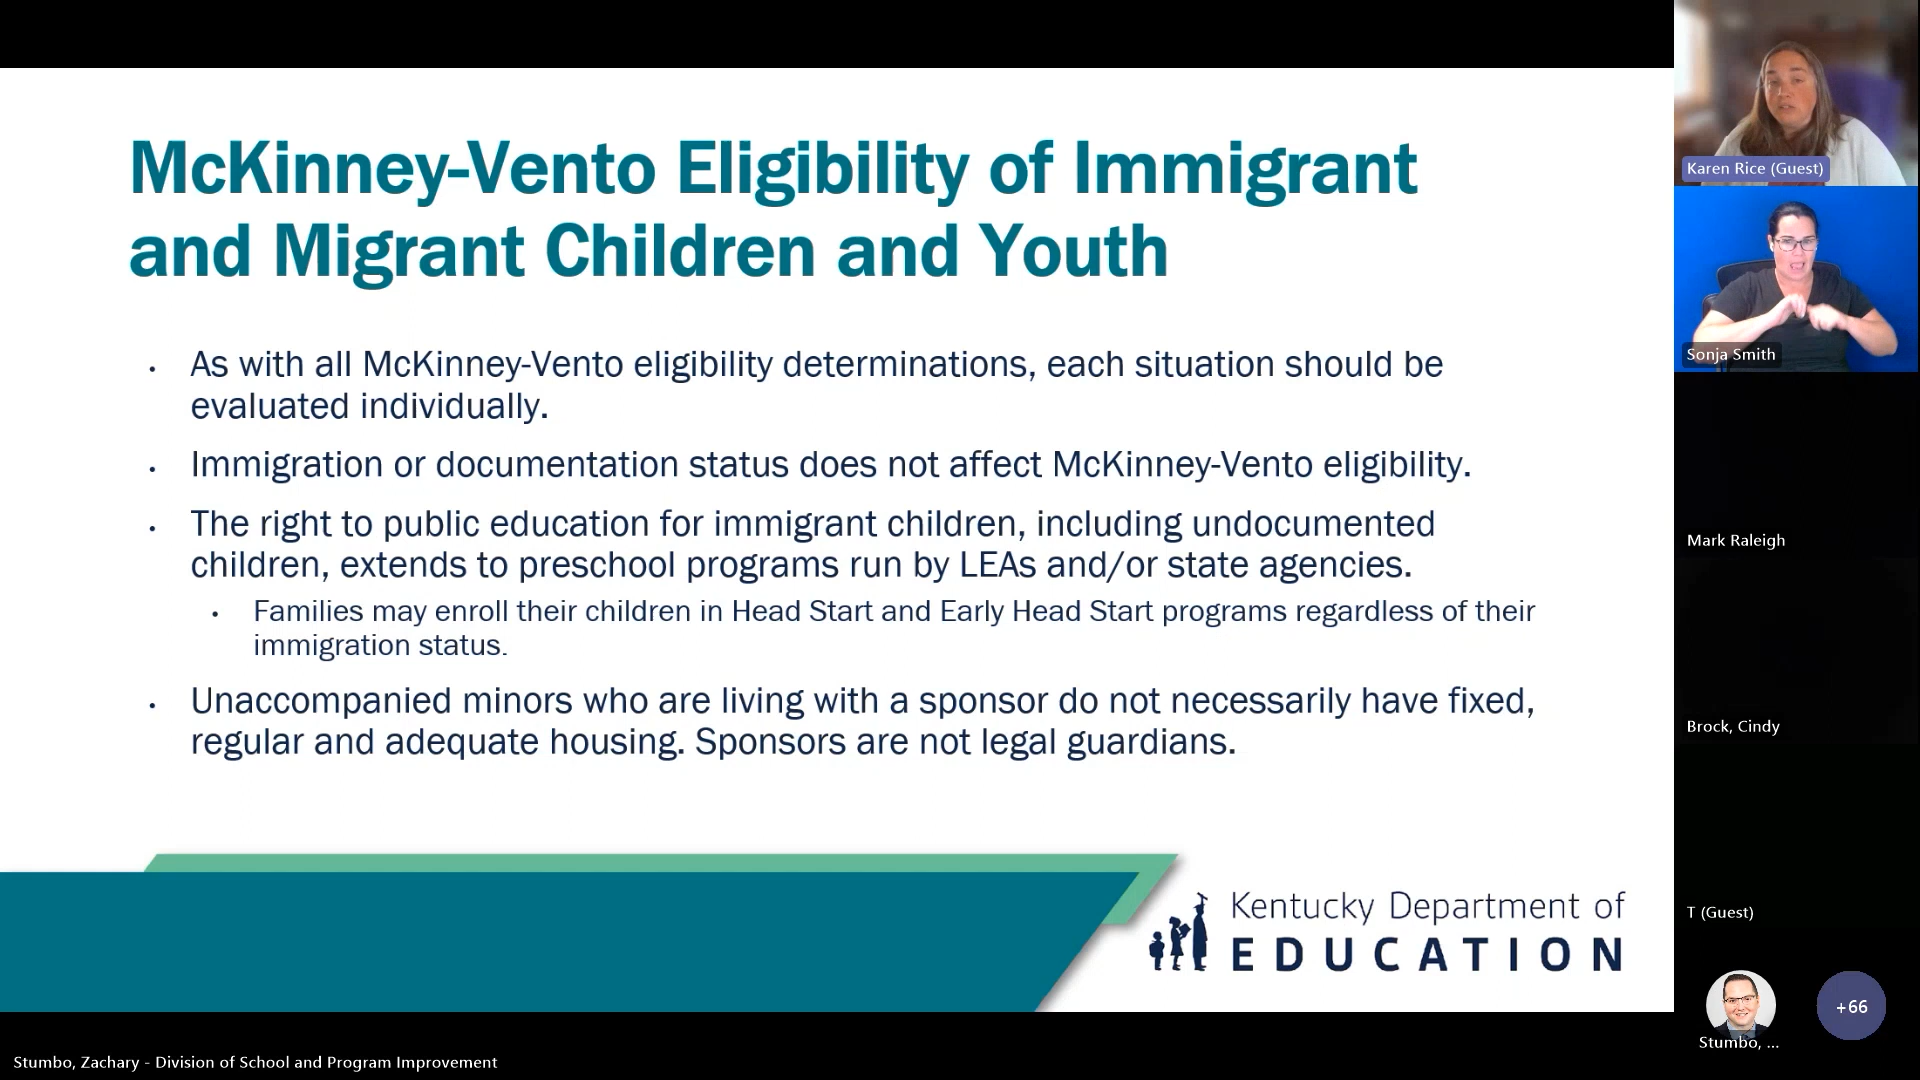 McKinney-Vento Eligibility of Immigrant
and Migrant Children and Youth
• As with all McKinney-Vento eligibility determinations, each situation should be
evaluated individually.
• Immigration or documentation status does not affect McKinney-Vento eligibility.
• The right to public education for immigrant children, including undocumented
children, extends to preschool programs run by LEAs and/or state agencies.
• Families may enroll their children in Head Start and Early Head Start programs regardless of their
immigration status.
• Unaccompanied minors who are living with a sponsor do not necessarily have fixed,
regular and adequate housing. Sponsors are not legal guardians.
Kentucky Department of
EDUCATION
Karen Rice (Guest)
Sonja Smith
Mark Raleigh
Brock, Cindy
T (Guest)
+66
Stumbo, ...
Stumbo, Zachary - Division of School and Program Improvement